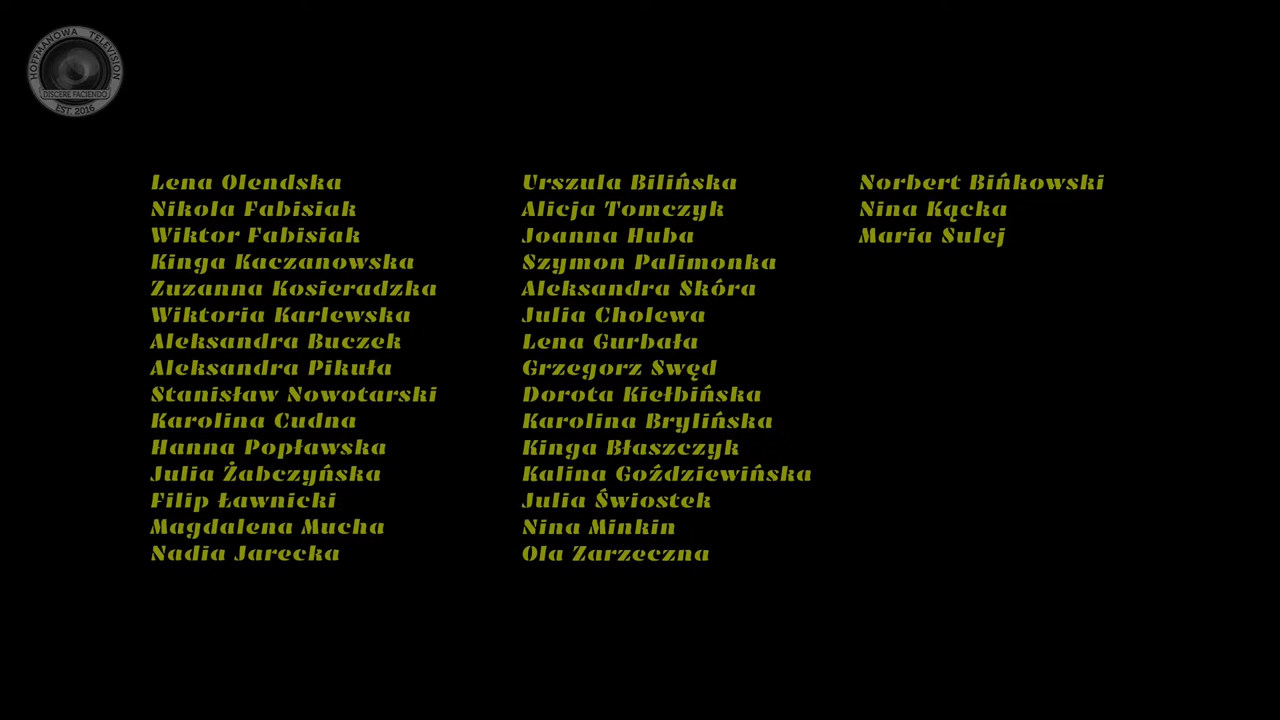 HOFFMANOWA TELEVISION
DISCERE FACIENDO
EST. 2016
Lena Olendska
Nikola Fabisiak
Wiktor Fabisiak
Kinga Kaczanowska
Zuzanna Kosieradzka
Wiktoria Karlewska
Aleksandra Buczek
Aleksandra Pikuła
Stanisław Nowotarski
Karolina Cudna
Hanna Popławska
Julia Żabczyńska
Filip Ławnicki
Magdalena Mucha
Nadia Jarecka
Urszula Bilińska
Alicja Tomczyk
Joanna Huba
Szymon Palimonka
Aleksandra Skóra
Julia Cholewa
Lena Gurbała
Grzegorz Swęd
Dorota Kiełbińska
Karolina Brylińska
Kinga Błaszczyk
Kalina Goździewińska
Julia Świostek
Nina Minkin
Ola Zarzeczna
Norbert Bińkowski
Nina Kącka
Maria Sulej